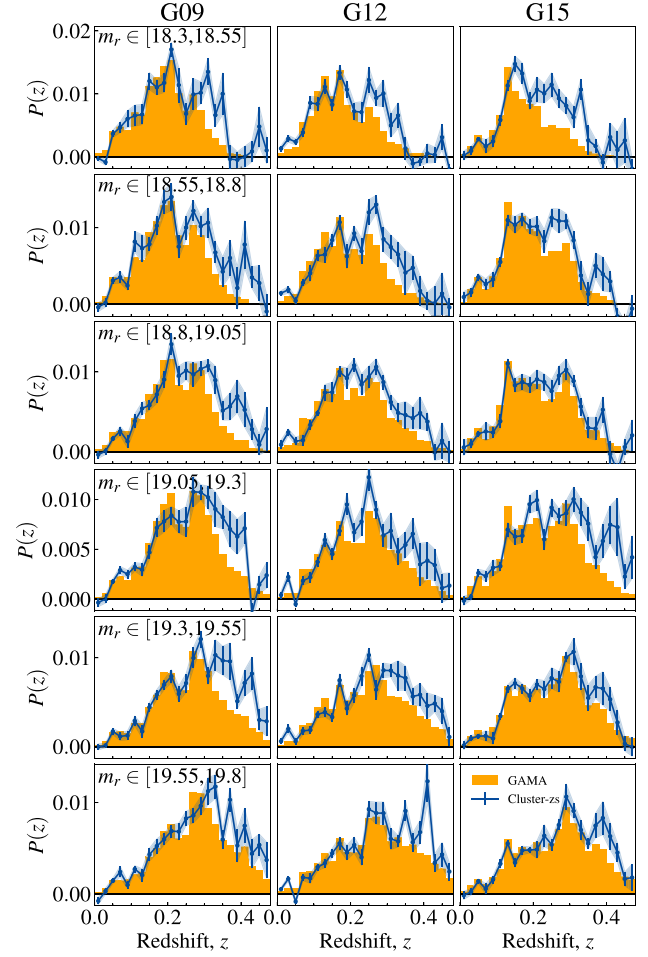 G09 G12 G15
0.02
m_r ∈ [18.3,18.55]
P(z)
0.01
0.00
m_r ∈ [18.55,18.8]
P(z)
0.01
0.00
m_r ∈ [18.8,19.05]
P(z)
0.01
0.00
m_r ∈ [19.05,19.3]
0.010
P(z)
0.005
0.000
m_r ∈ [19.3,19.55]
P(z)
0.01
0.00
m_r ∈ [19.55,19.8]
GAMA
Cluster-zs
P(z)
0.01
0.00
0.0 0.2 0.4 0.0 0.2 0.4 0.0 0.2 0.4
Redshift, z Redshift, z Redshift, z